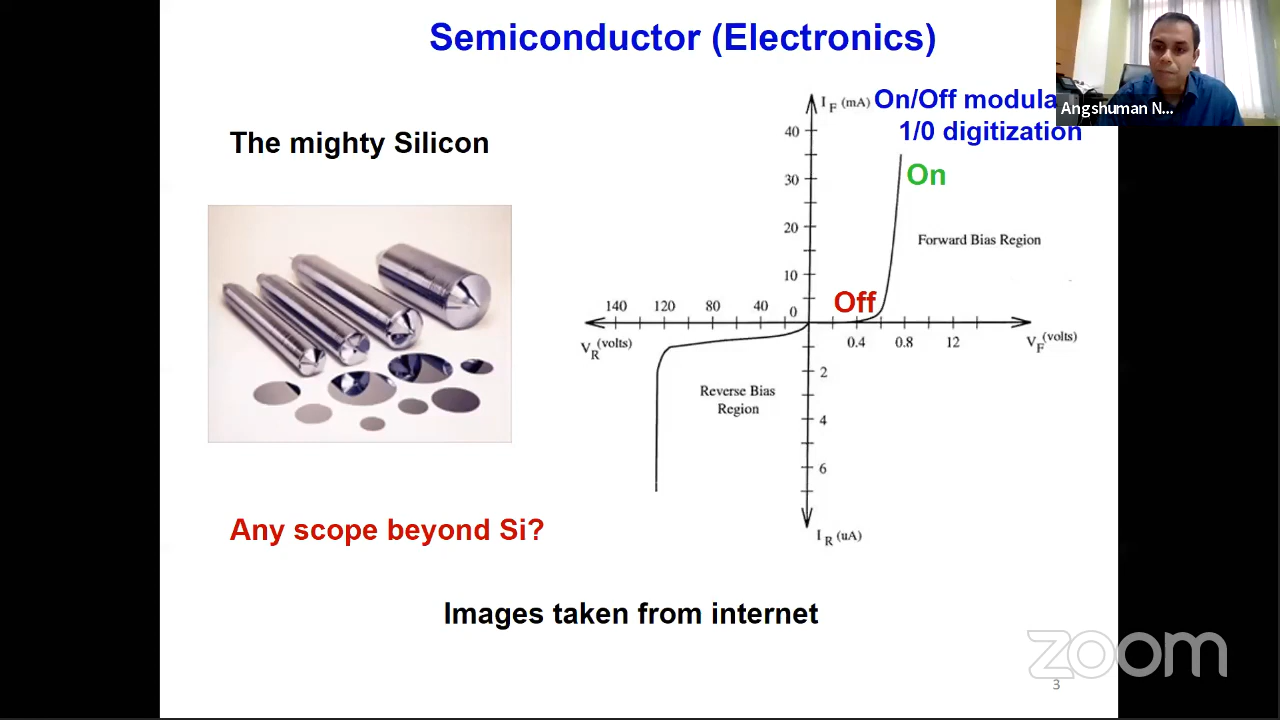 Semiconductor (Electronics)
The mighty Silicon
Any scope beyond Si?
I F (mA)
On/Off modula
1/0 digitization
On
Off
Forward Bias Region
40
30
20
10
0
140 120 80 40
V R (volts)
0.4 0.8 12
V F (volts)
Reverse Bias
Region
2
4
6
I R (uA)
Images taken from internet
Angshuman N...
zoom
3